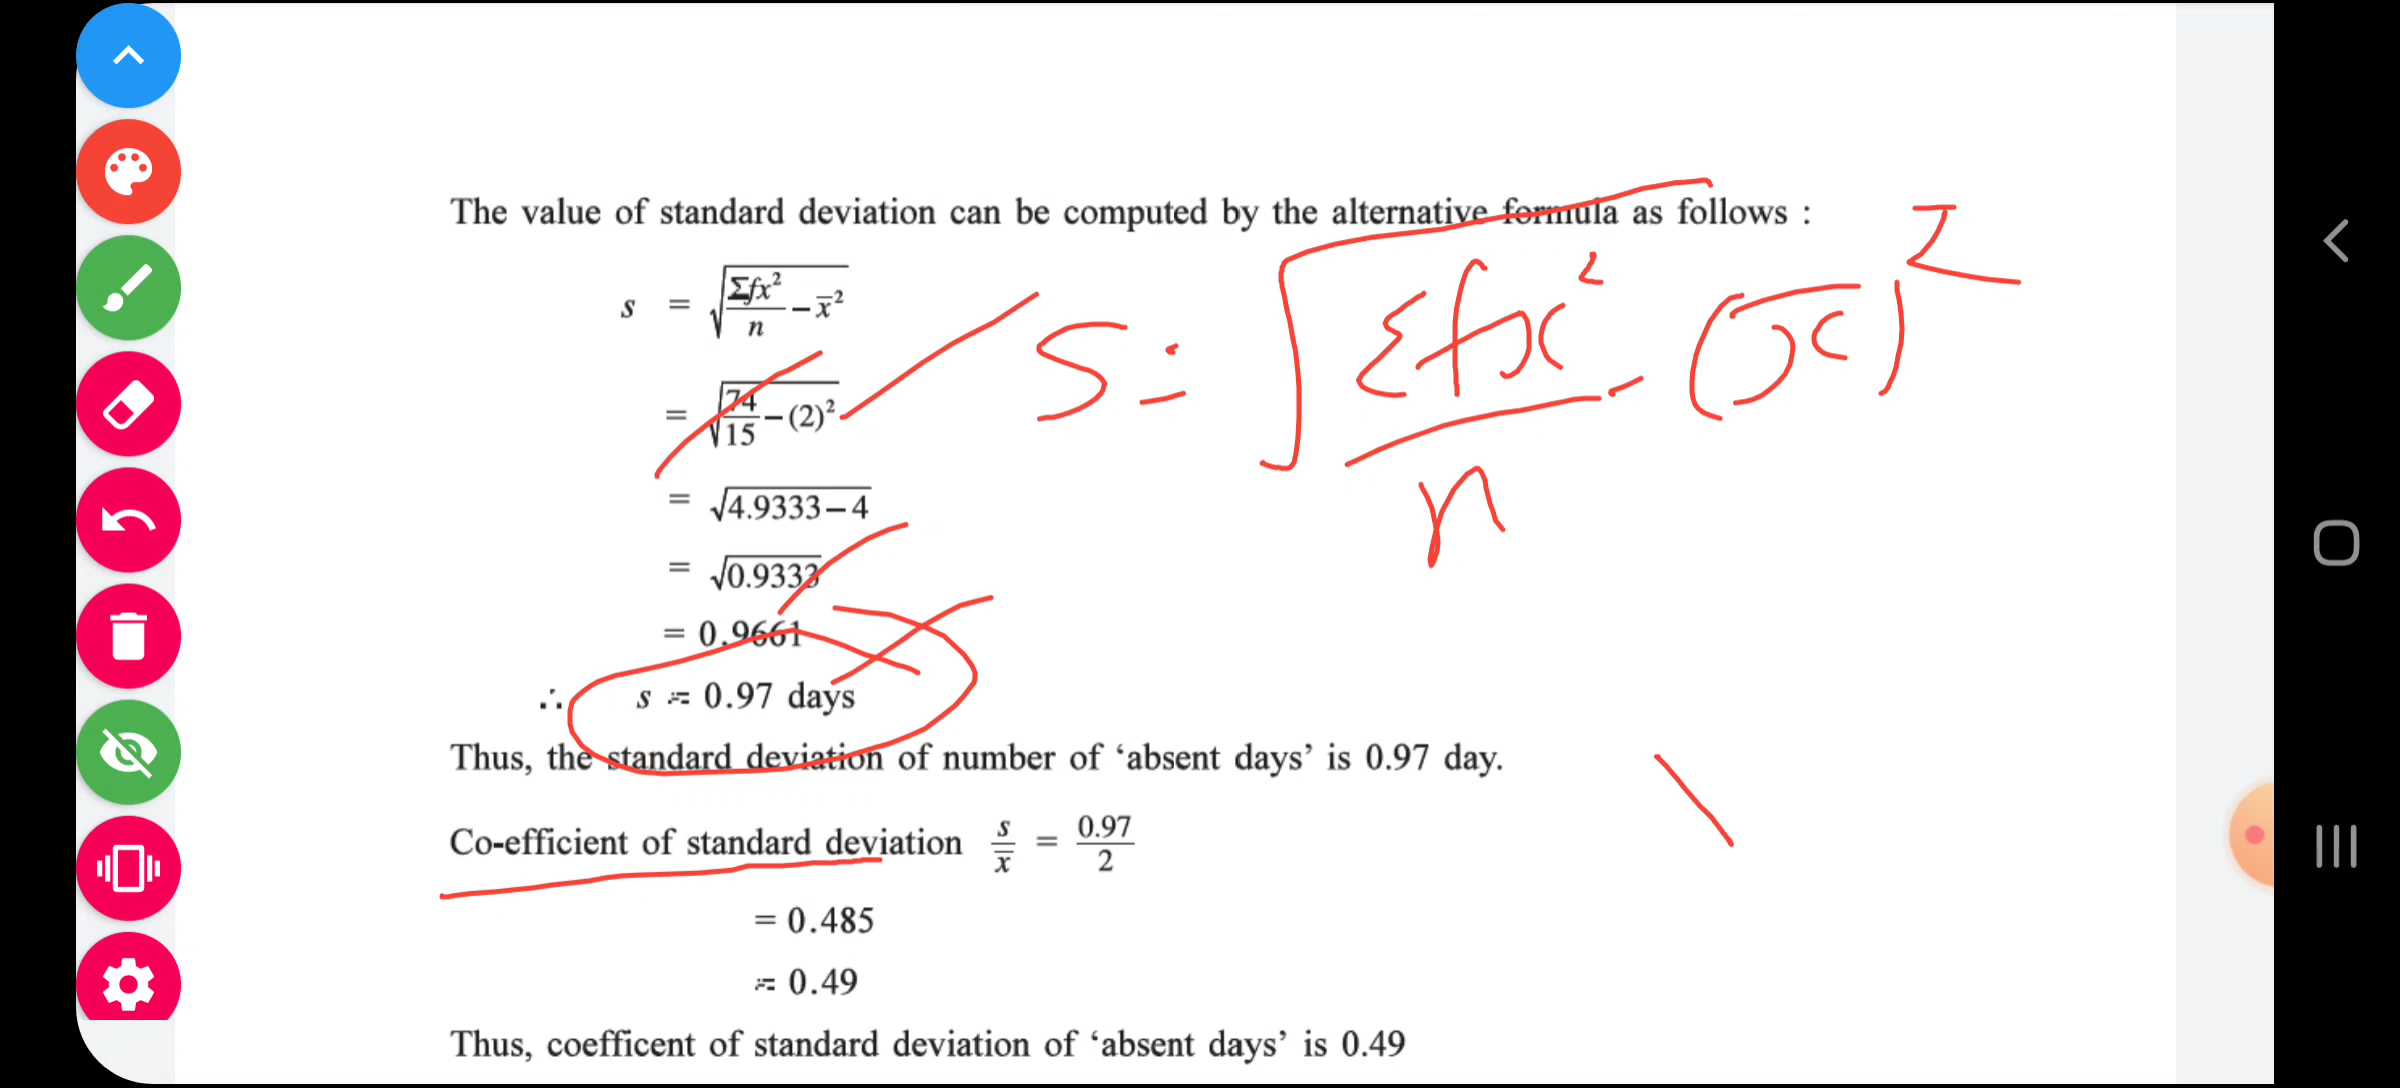 The value of standard deviation can be computed by the alternative formula as follows :
s = √(Σfx²/n − x̄²)
= √(74/15 − (2)²)
s = √(Σfx²/n − (x̄)²)
= √4.9333 – 4
= √0.9333
= 0.9661
∴ s ≈ 0.97 days
Thus, the standard deviation of number of ‘absent days’ is 0.97 day.
Co-efficient of standard deviation s/x̄ = 0.97/2
= 0.485
≈ 0.49
Thus, coefficent of standard deviation of ‘absent days’ is 0.49